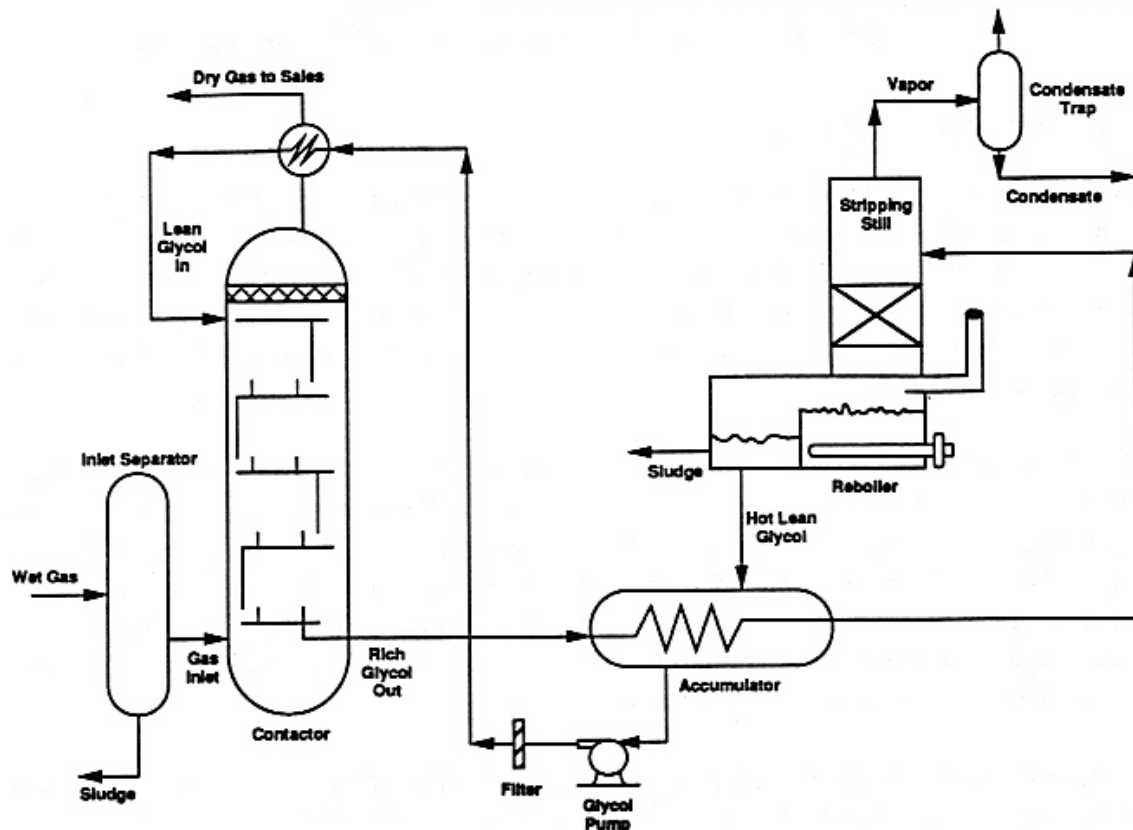 Dry Gas to Sales
Vapor
Condensate
Trap
Condensate
Stripping
Still
Lean
Glycol
In
Inlet Separator
Sludge
Reboiler
Hot Lean
Glycol
Wet Gas
Gas
Inlet
Rich
Glycol
Out
Accumulator
Contactor
Sludge
Filter
Glycol
Pump